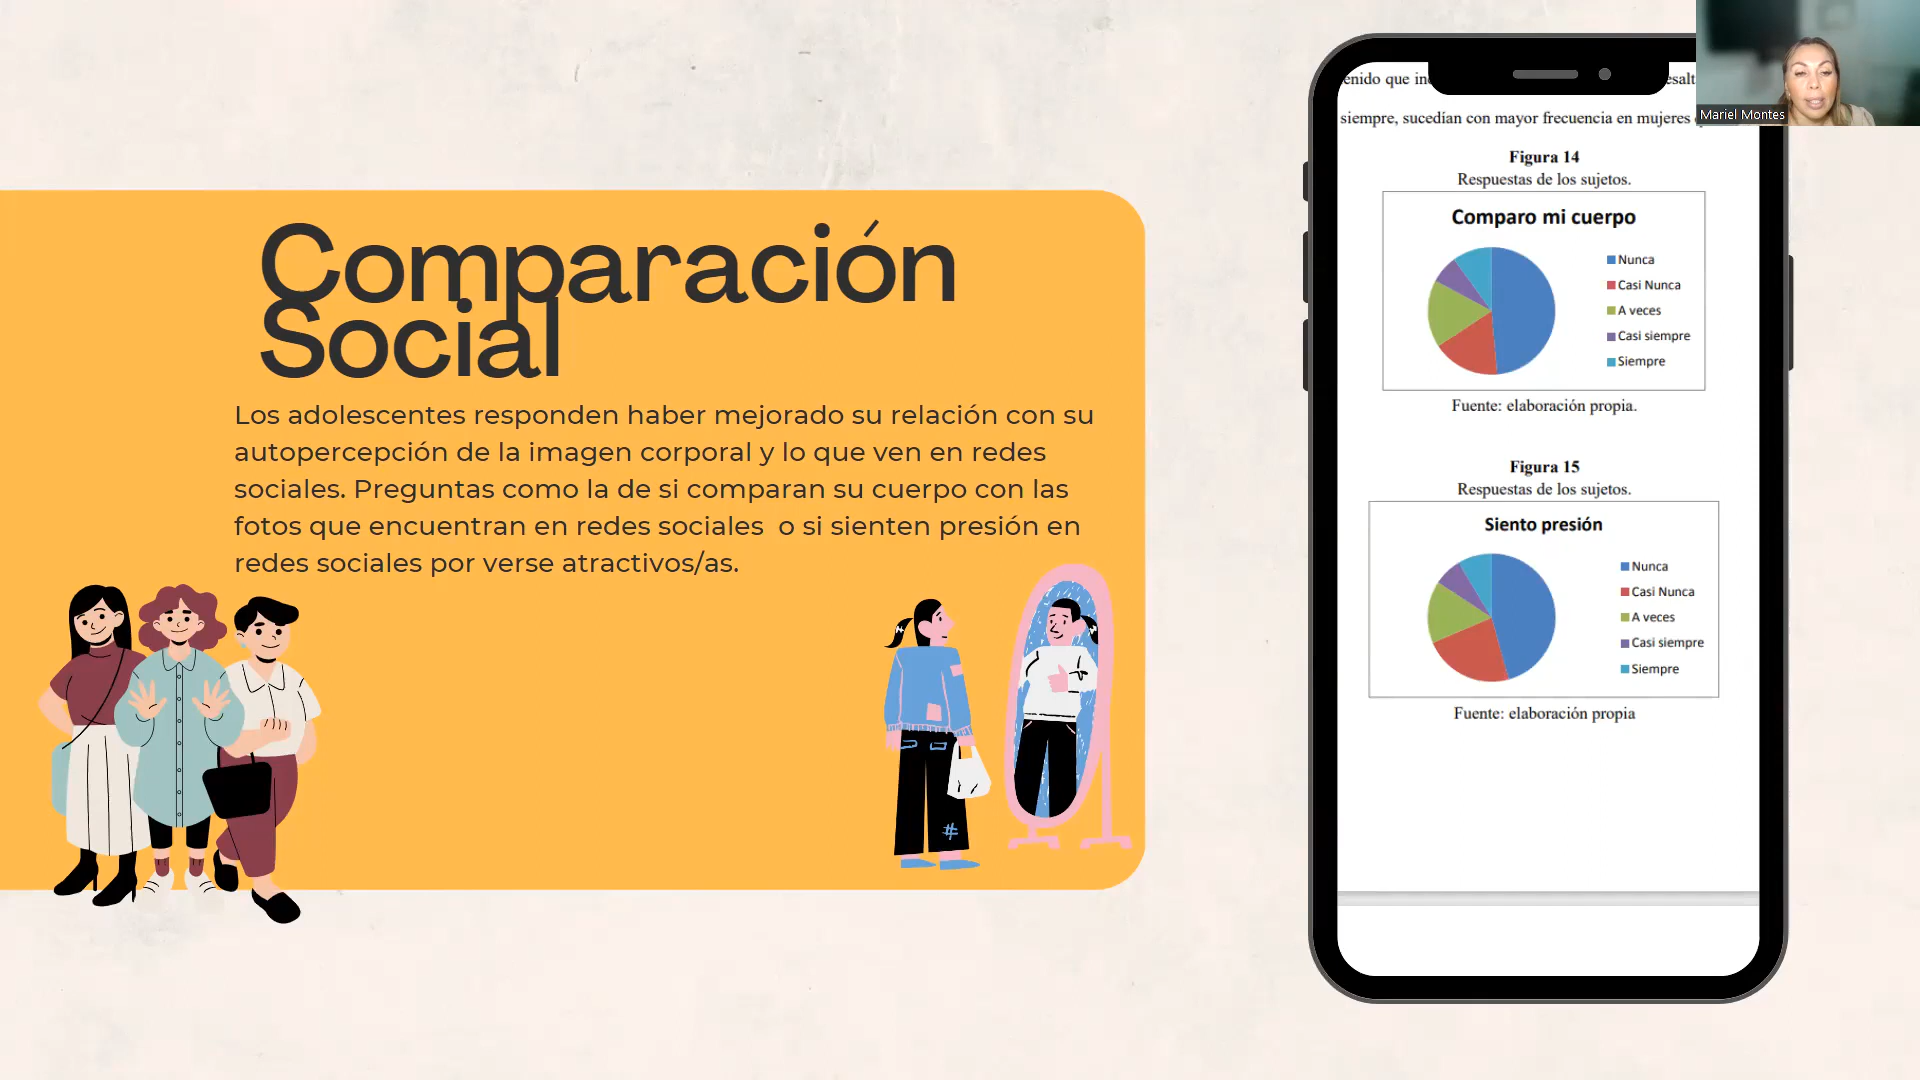 Comparación
Social
Los adolescentes responden haber mejorado su relación con su
autopercepción de la imagen corporal y lo que ven en redes
sociales. Preguntas como la de si comparan su cuerpo con las
fotos que encuentran en redes sociales o si sienten presión en
redes sociales por verse atractivos/as.
#
enido que
siempre, sucedían con mayor frecuencia en mujeres
Figura 14
Respuestas de los sujetos.
Comparo mi cuerpo
Nunca
Casi Nunca
A veces
Casi siempre
Siempre
Fuente: elaboración propia.
Figura 15
Respuestas de los sujetos.
Siento presión
Nunca
Casi Nunca
A veces
Casi siempre
Siempre
Fuente: elaboración propia
Mariel Montes